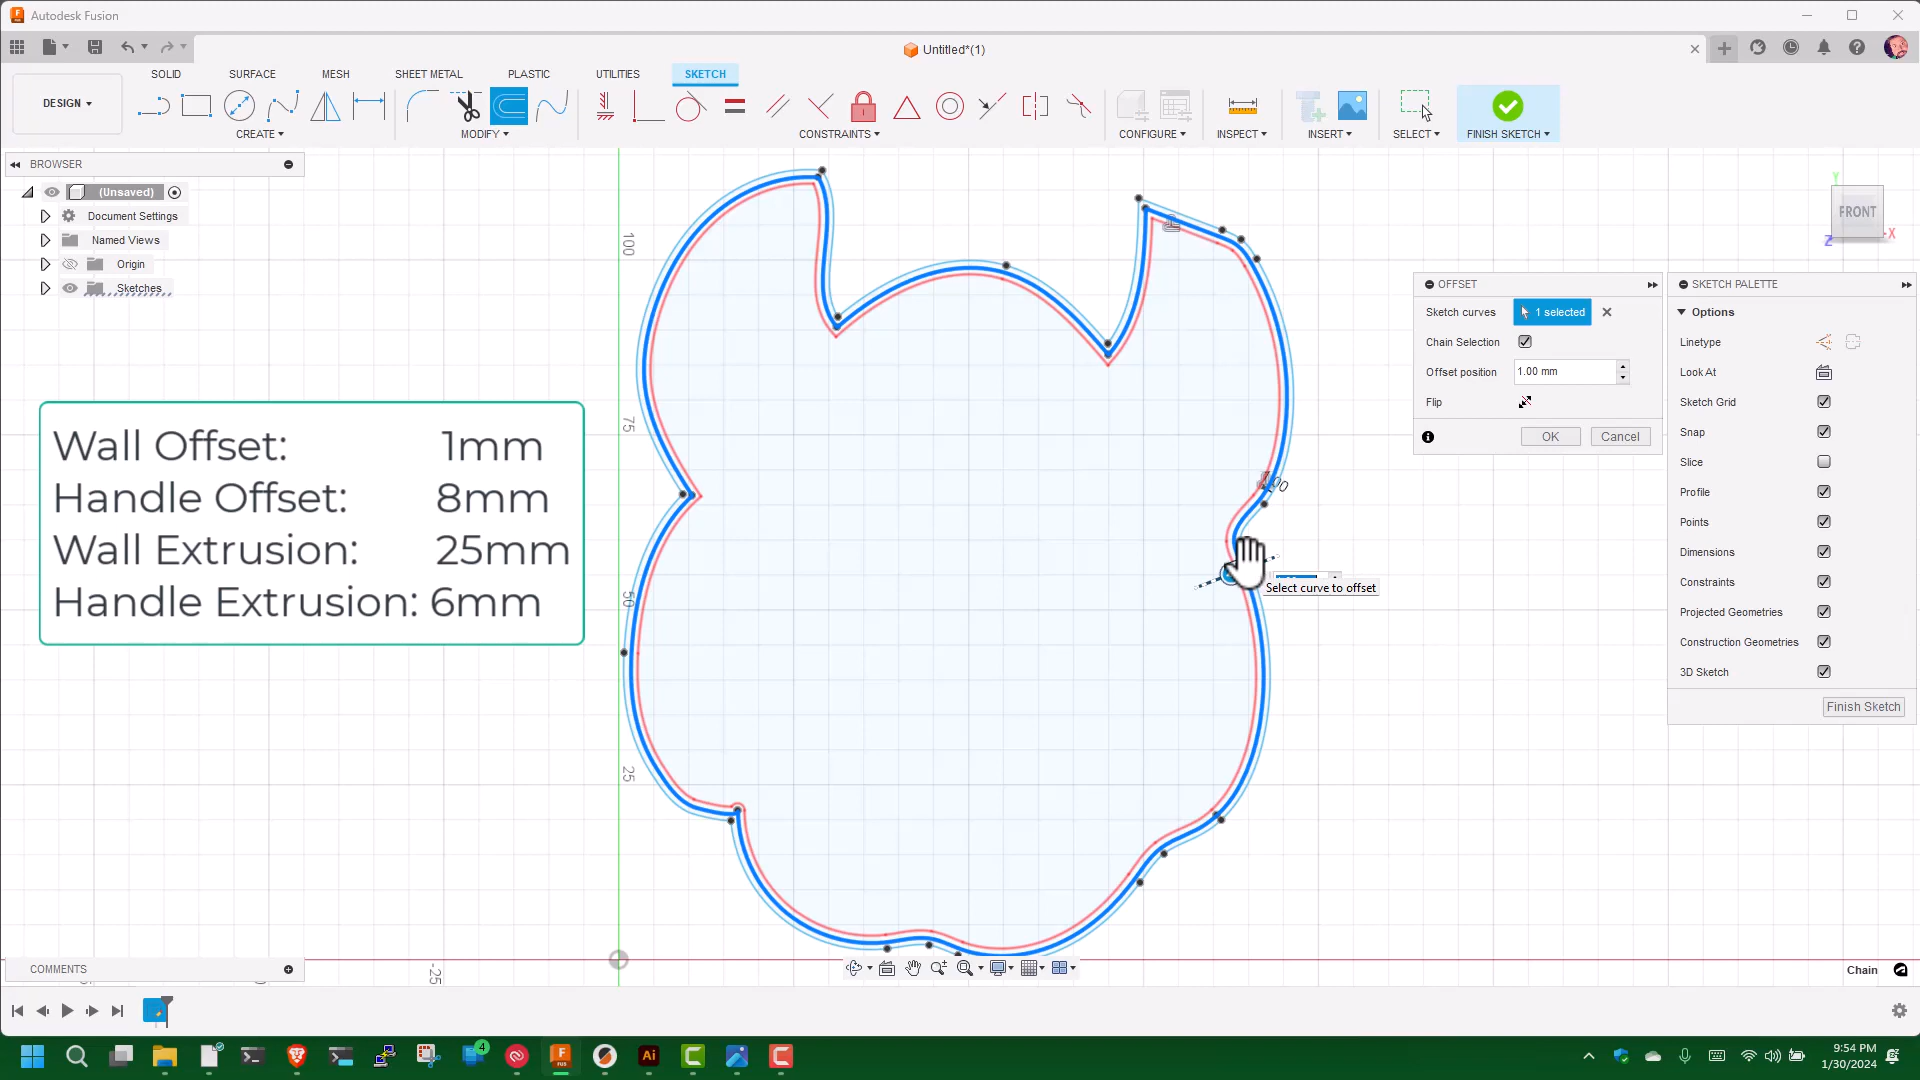 Autodesk Fusion
Untitled*(1)
SOLID SURFACE MESH SHEET METAL PLASTIC UTILITIES SKETCH
DESIGN
CREATE MODIFY CONSTRAINTS CONFIGURE INSPECT INSERT SELECT FINISH SKETCH
BROWSER
(Unsaved)
Document Settings
Named Views
Origin
Sketches
100
75
50
25
-25
Y
FRONT
Z
X
OFFSET
Sketch curves 1 selected
Chain Selection
Offset position 1.00 mm
Flip
OK Cancel
SKETCH PALETTE
Options
Linetype
Look At
Sketch Grid
Snap
Slice
Profile
Points
Dimensions
Constraints
Projected Geometries
Construction Geometries
3D Sketch
Finish Sketch
Wall Offset: 1mm
Handle Offset: 8mm
Wall Extrusion: 25mm
Handle Extrusion: 6mm
Select curve to offset
COMMENTS
Chain
4
F
FUS
Ai
9:54 PM
1/30/2024